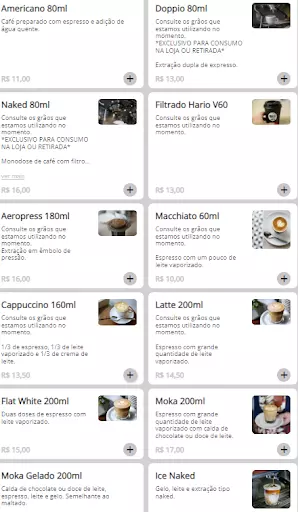 Americano 80ml
Café preparado com espresso e adição de
água quente.
R$ 11,00
Doppio 80ml
Consulte os grãos que
estamos utilizando no
momento.
*EXCLUSIVO PARA CONSUMO
NA LOJA OU RETIRADA*
Extração dupla de expresso.
R$ 13,00
Naked 80ml
Consulte os grãos que
estamos utilizando no
momento
*EXCLUSIVO PARA CONSUMO
NA LOJA OU RETIRADA*
Monodose de café com filtro...
ver mais
R$ 16,00
Filtrado Hario V60
Consulte os grãos que
estamos utilizando no
momento.
R$ 13,00
Aeropress 180ml
Consulte os grãos que
estamos utilizando no
momento.
Extração em êmbolo de
pressão.
R$ 16,00
Macchiato 60ml
Consulte os grãos que
estamos utilizando no
momento.
Espresso com um pouco de
leite vaporizado.
R$ 10,00
Cappuccino 160ml
Consulte os grãos que
estamos utilizando no
momento.
1/3 de espresso, 1/3 de leite
vaporizado e 1/3 de crema de
leite.
R$ 13,50
Latte 200ml
Consulte os grãos que
estamos utilizando no
momento.
Espresso com grande
quantidade de leite
vaporizado.
R$ 14,50
Flat White 200ml
Duas doses de espresso com
leite vaporizado.
R$ 15,00
Moka 200ml
Espresso com grande
quantidade de leite
vaporizado com calda de
chocolate ou doce de leite.
R$ 17,00
Moka Gelado 200ml
Calda de chocolate ou doce de leite,
espresso, leite e gelo. Semelhante ao
maltado.
Ice Naked
Gelo, leite e extração tipo
naked.